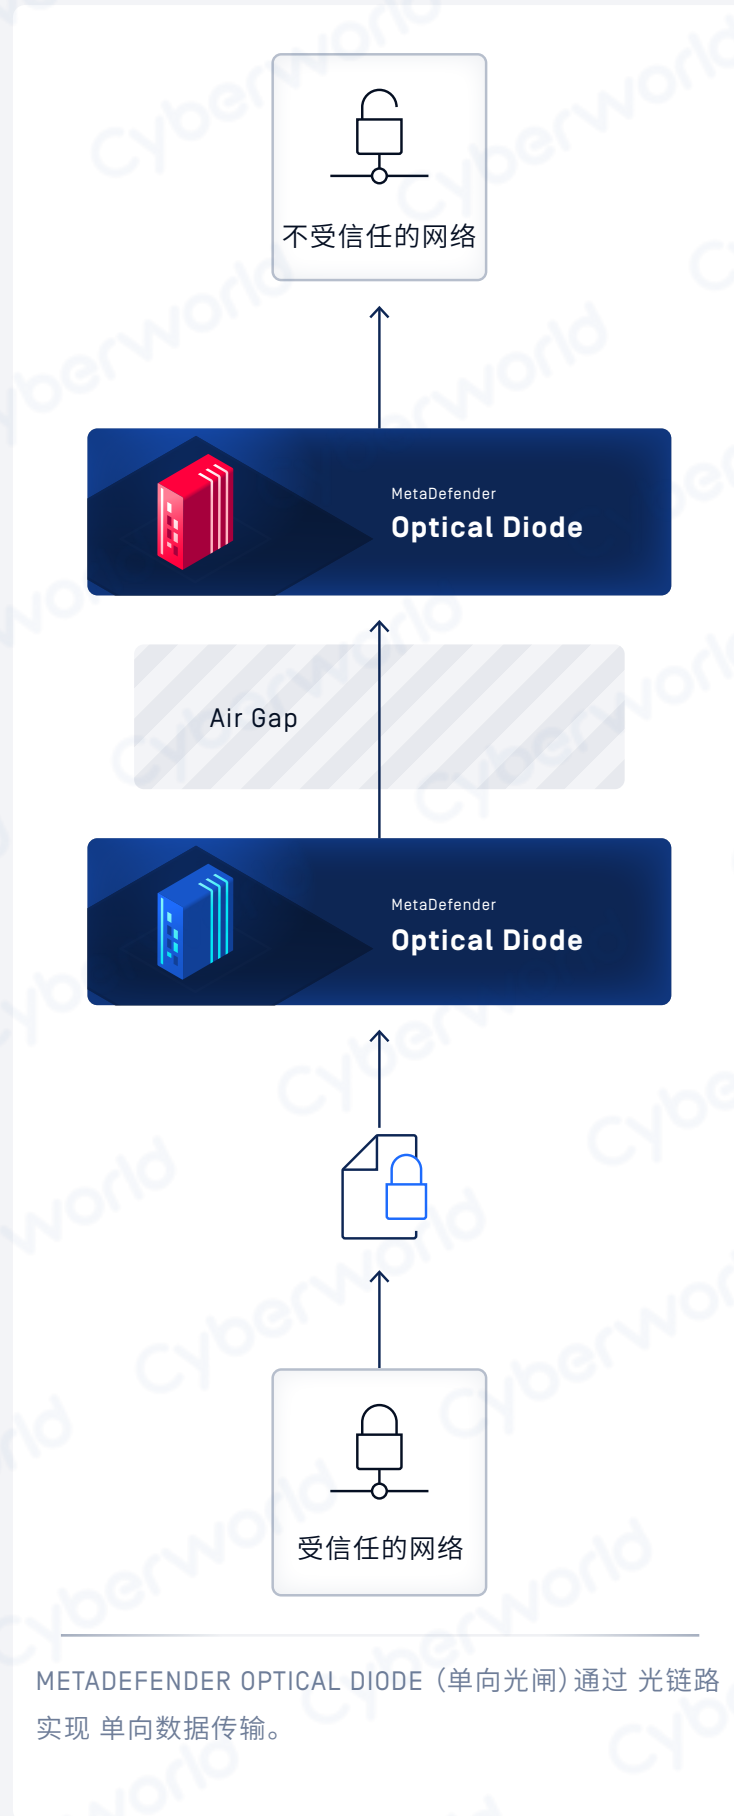 不受信任的网络
MetaDefender
Optical Diode
Air Gap
MetaDefender
Optical Diode
受信任的网络
METADEFENDER OPTICAL DIODE（单向光闸）通过 光链路
实现 单向数据传输。
Cyberworld